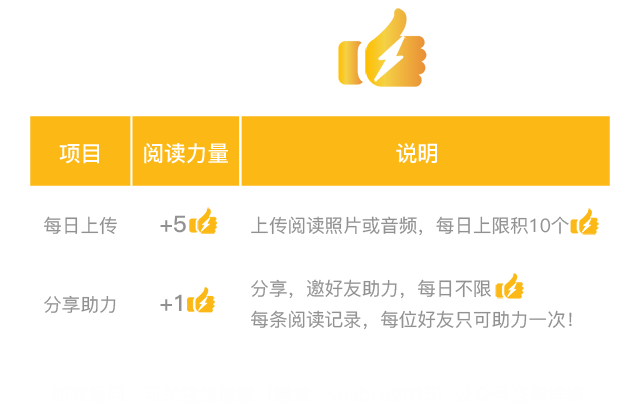 项目 阅读力量 说明
每日上传 +5 上传阅读照片或音频，每日上限积10个
分享助力 +1 分享，邀好友助力，每日不限
每条阅读记录，每位好友只可助力一次！